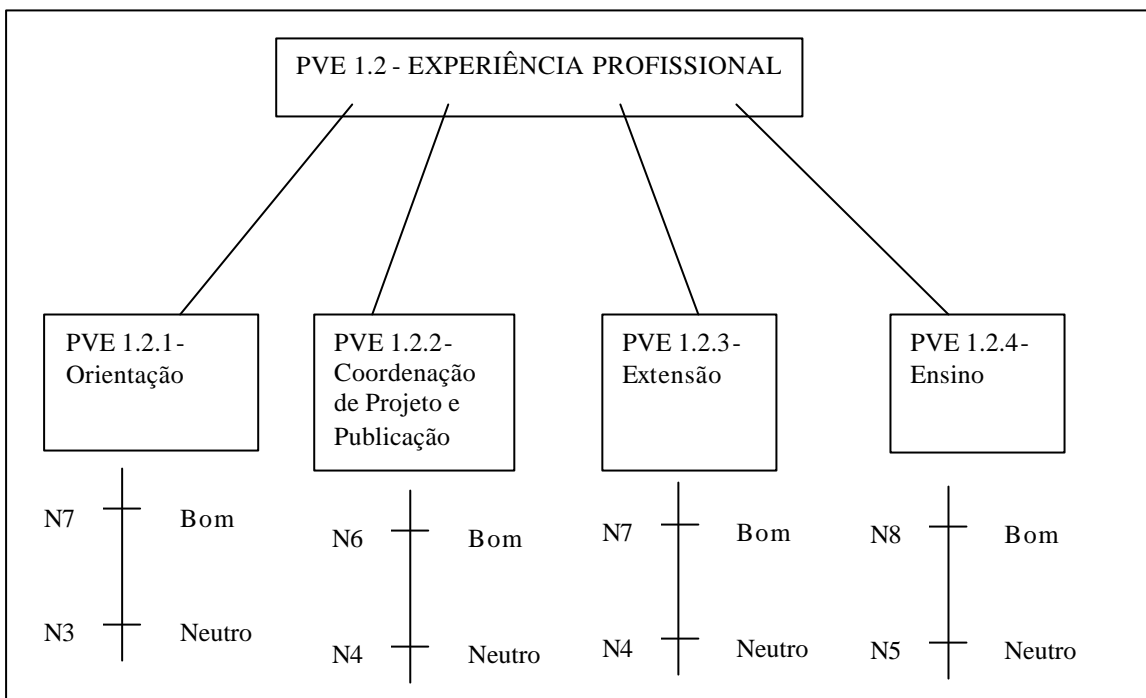 PVE 1.2 - EXPERIÊNCIA PROFISSIONAL
PVE 1.2.1-
Orientação
PVE 1.2.2-
Coordenação
de Projeto e
Publicação
PVE 1.2.3-
Extensão
PVE 1.2.4-
Ensino
N7 Bom
N3 Neutro
N6 Bom
N4 Neutro
N7 Bom
N4 Neutro
N8 Bom
N5 Neutro